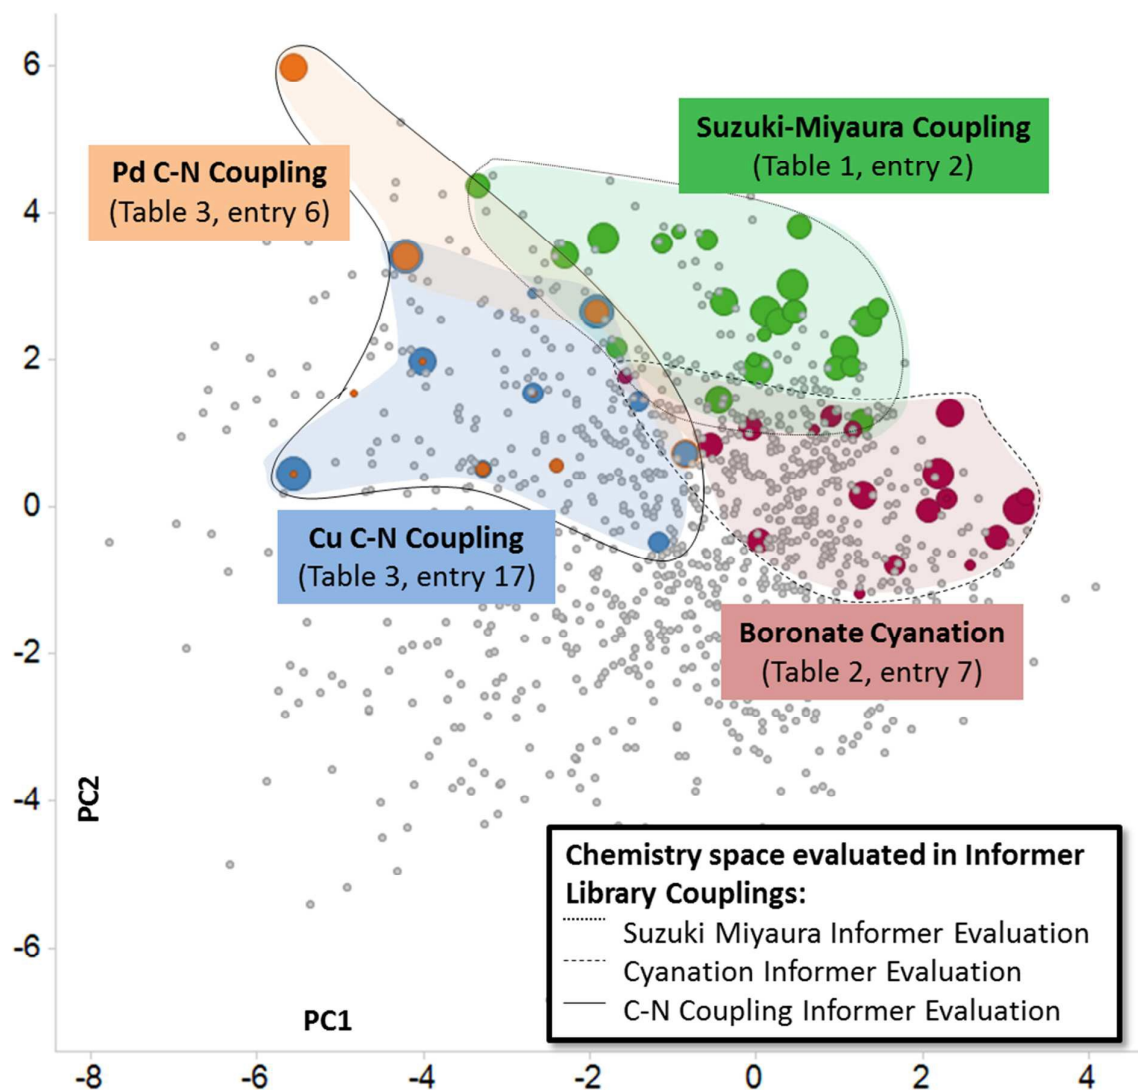 6
4
2
0
-2
-4
-6
Pd C-N Coupling
(Table 3, entry 6)
Suzuki-Miyaura Coupling
(Table 1, entry 2)
Cu C-N Coupling
(Table 3, entry 17)
Boronate Cyanation
(Table 2, entry 7)
PC2
Chemistry space evaluated in Informer
Library Couplings:
Suzuki Miyaura Informer Evaluation
Cyanation Informer Evaluation
C-N Coupling Informer Evaluation
PC1
-8
-6
-4
-2
0
2
4